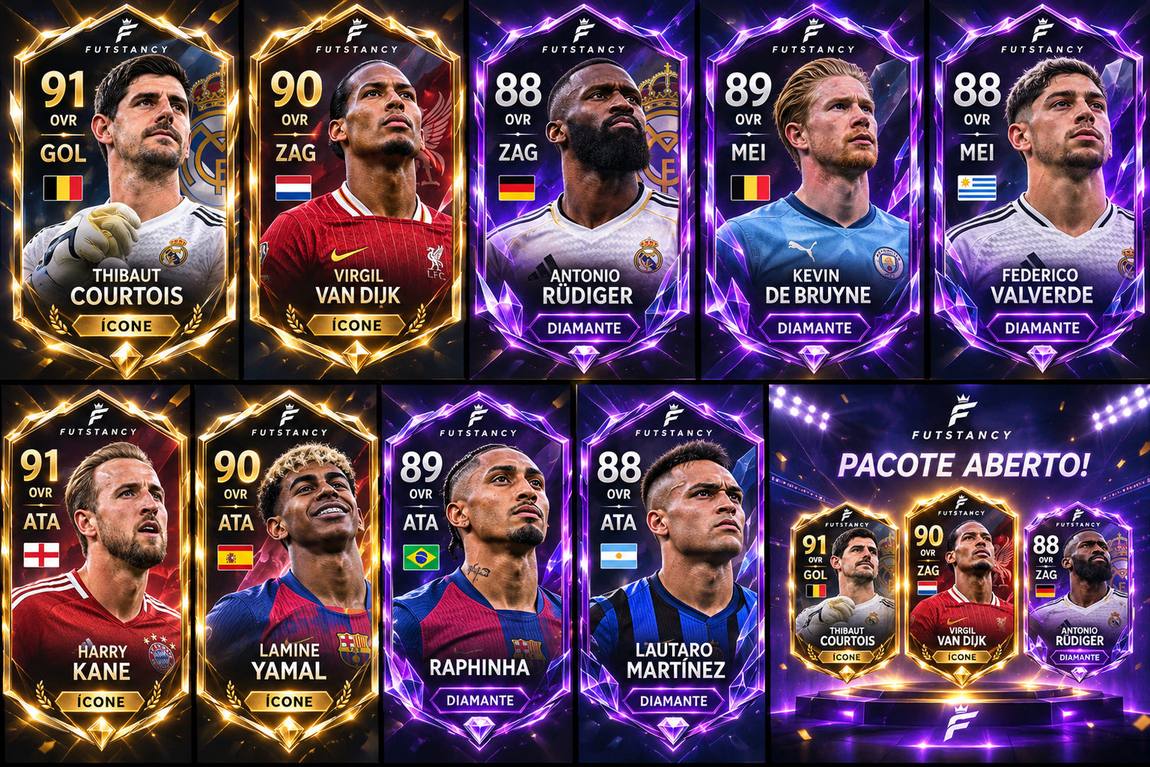 FUTSTANCY
91
OVR
GOL
THIBAUT
COURTOIS
ÍCONE
FUTSTANCY
90
OVR
ZAG
L.F.C.
VIRGIL
VAN DIJK
ÍCONE
FUTSTANCY
88
OVR
ZAG
ANTONIO
RÜDIGER
DIAMANTE
FUTSTANCY
89
OVR
MEI
KEVIN
DE BRUYNE
DIAMANTE
FUTSTANCY
88
OVR
MEI
FEDERICO
VALVERDE
DIAMANTE
FUTSTANCY
91
OVR
ATA
HARRY
KANE
ÍCONE
FUTSTANCY
90
OVR
ATA
LAMINE
YAMAL
ÍCONE
FUTSTANCY
89
OVR
ATA
RAPHINHA
DIAMANTE
FUTSTANCY
88
OVR
ATA
LAUTARO
MARTÍNEZ
DIAMANTE
FUTSTANCY
PACOTE ABERTO!
FUTSTANCY
91
OVR
GOL
THIBAUT
COURTOIS
ÍCONE
FUTSTANCY
90
OVR
ZAG
VIRGIL
VAN DIJK
ÍCONE
FUTSTANCY
88
OVR
ZAG
ANTONIO
RÜDIGER
DIAMANTE